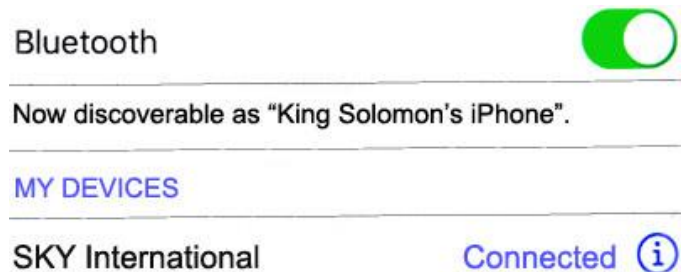 Bluetooth
Now discoverable as “King Solomon’s iPhone”.
MY DEVICES
SKY International Connected i